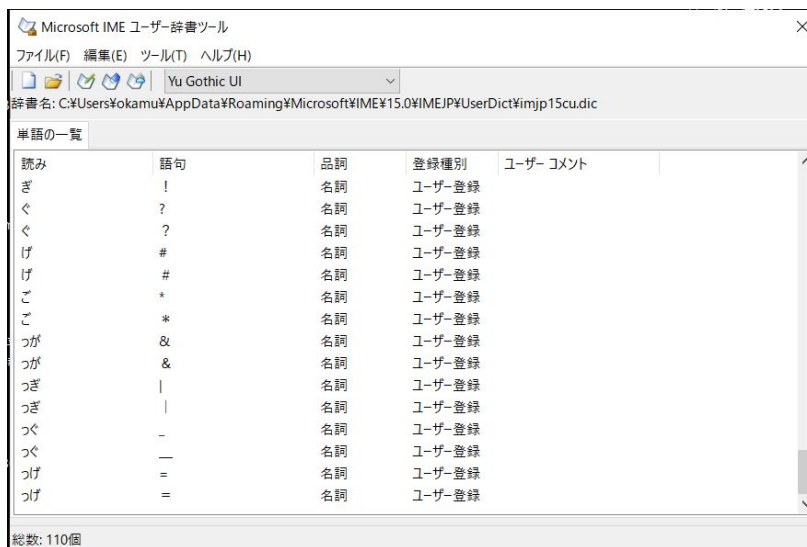 Microsoft IME ユーザー辞書ツール
ファイル(F) 編集(E) ツール(T) ヘルプ(H)
Yu Gothic UI
辞書名: C:¥Users¥okamu¥AppData¥Roaming¥Microsoft¥IME¥15.0¥IMEJP¥UserDict¥imjp15cu.dic
単語の一覧
読み 語句 品詞 登録種別 ユーザー コメント
ぎ ！ 名詞 ユーザー登録
ぐ ? 名詞 ユーザー登録
ぐ ？ 名詞 ユーザー登録
げ # 名詞 ユーザー登録
げ ＃ 名詞 ユーザー登録
ご * 名詞 ユーザー登録
ご ＊ 名詞 ユーザー登録
っが & 名詞 ユーザー登録
っが ＆ 名詞 ユーザー登録
っぎ | 名詞 ユーザー登録
っぎ ｜ 名詞 ユーザー登録
っぐ _ 名詞 ユーザー登録
っぐ ＿ 名詞 ユーザー登録
っげ = 名詞 ユーザー登録
っげ ＝ 名詞 ユーザー登録
総数: 110個